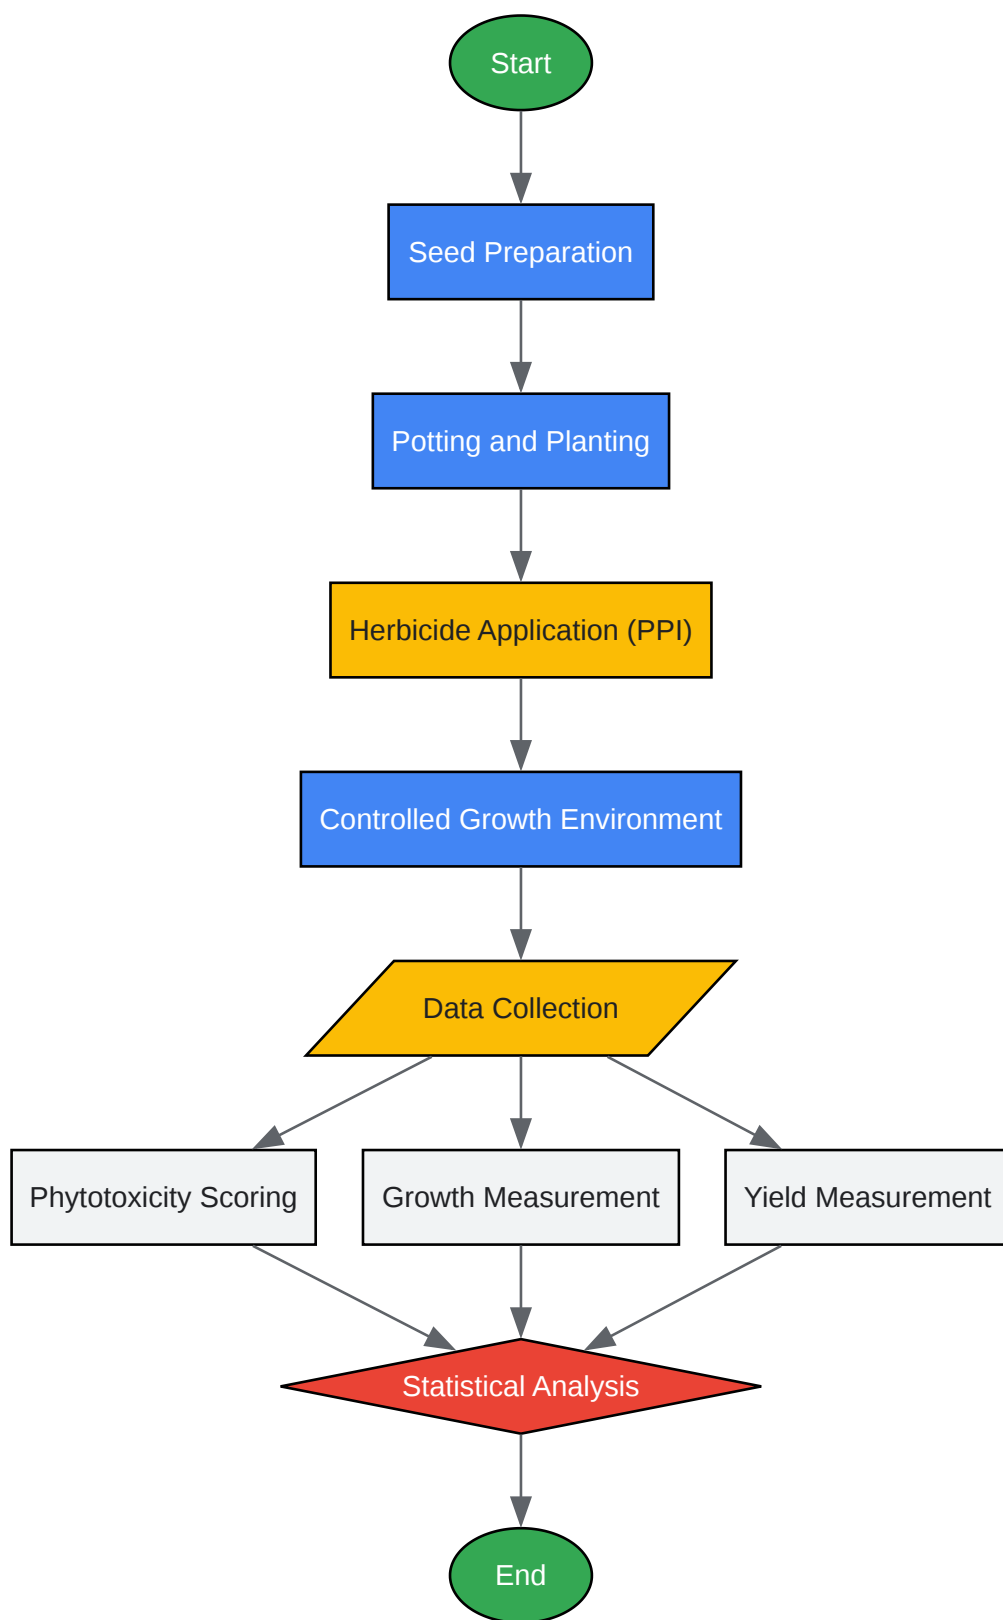 Start
Seed Preparation
Potting and Planting
Herbicide Application (PPI)
Controlled Growth Environment
Data Collection
Phytotoxicity Scoring
Growth Measurement
Yield Measurement
Statistical Analysis
End